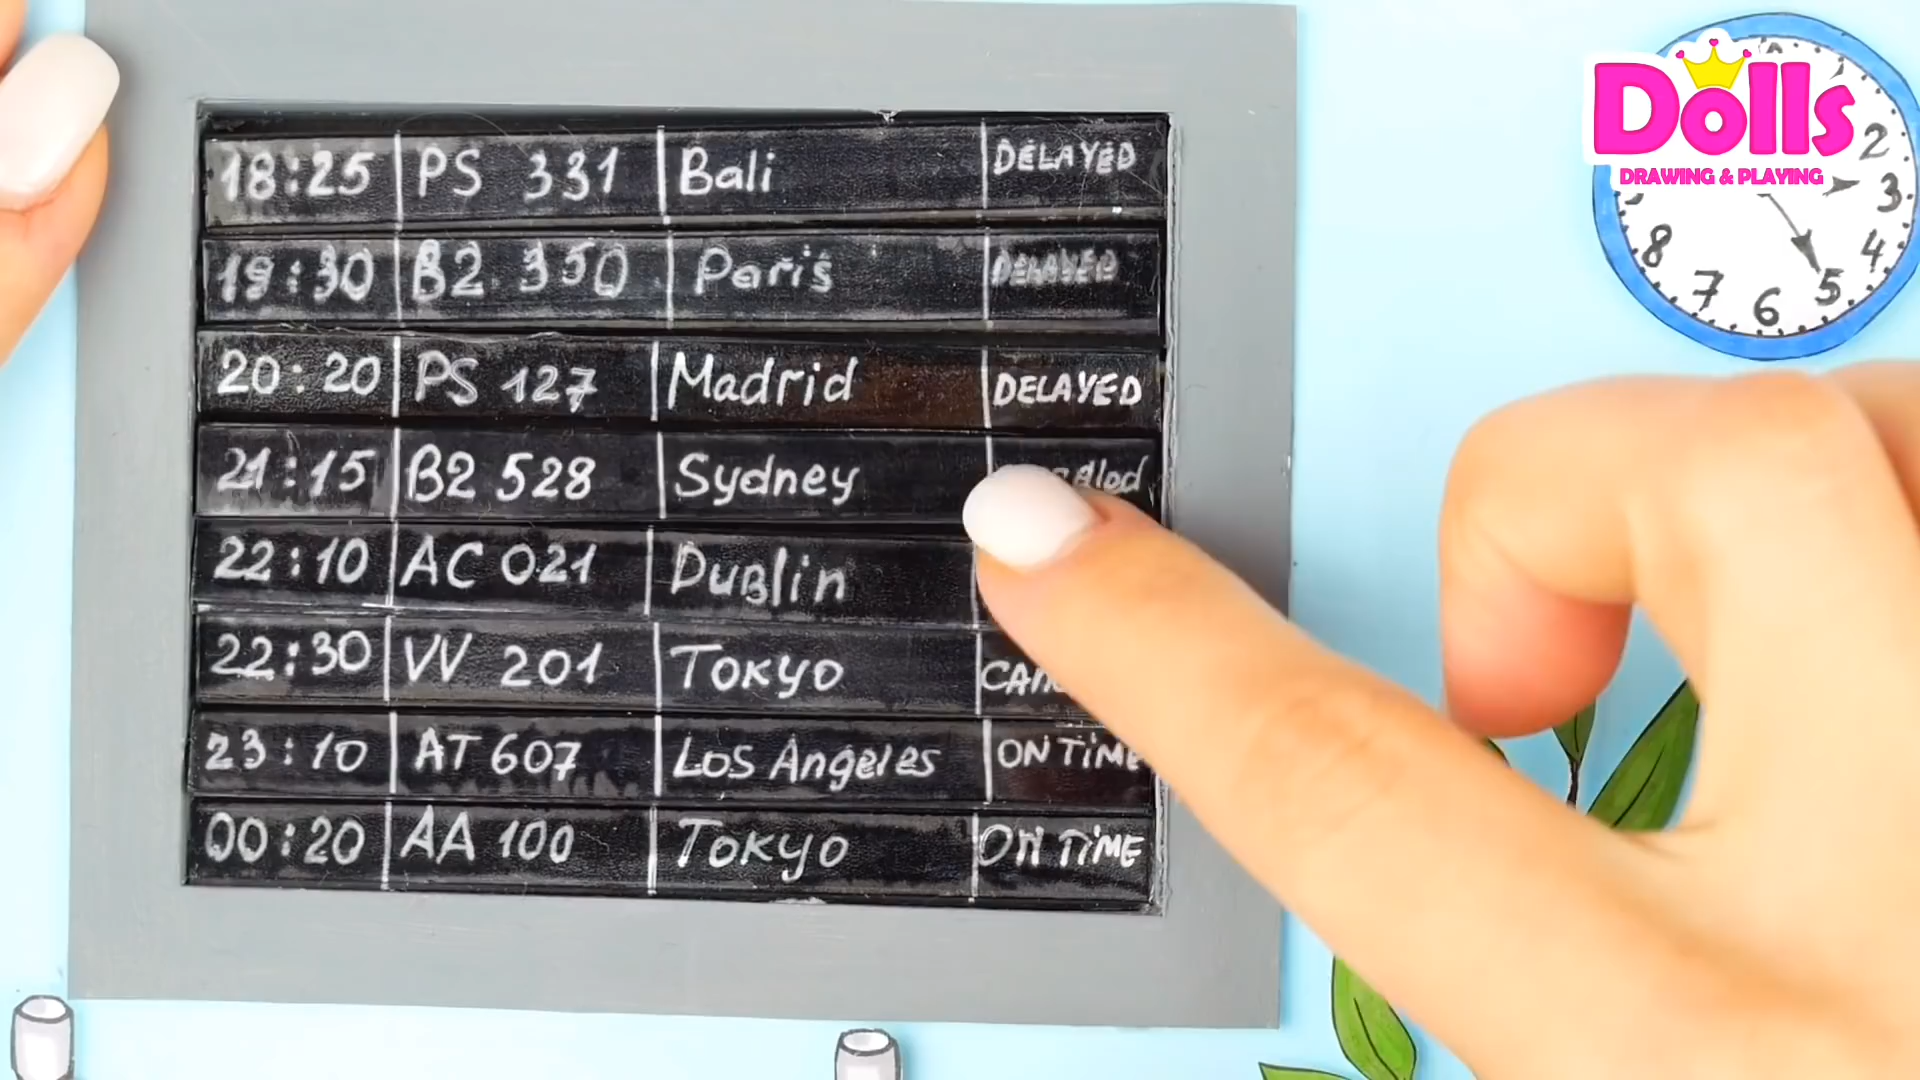 18:25 PS 331 Bali DELAYED
19:30 B2 350 Paris DELAYED
20:20 PS 127 Madrid DELAYED
21:15 B2 528 Sydney
22:10 AC 021 Dublin
22:30 VV 201 Tokyo
23:10 AT 607 Los Angeles ON TIME
00:20 AA 100 Tokyo ON TIME
Dolls
DRAWING & PLAYING
2
3
4
5
6
7
8